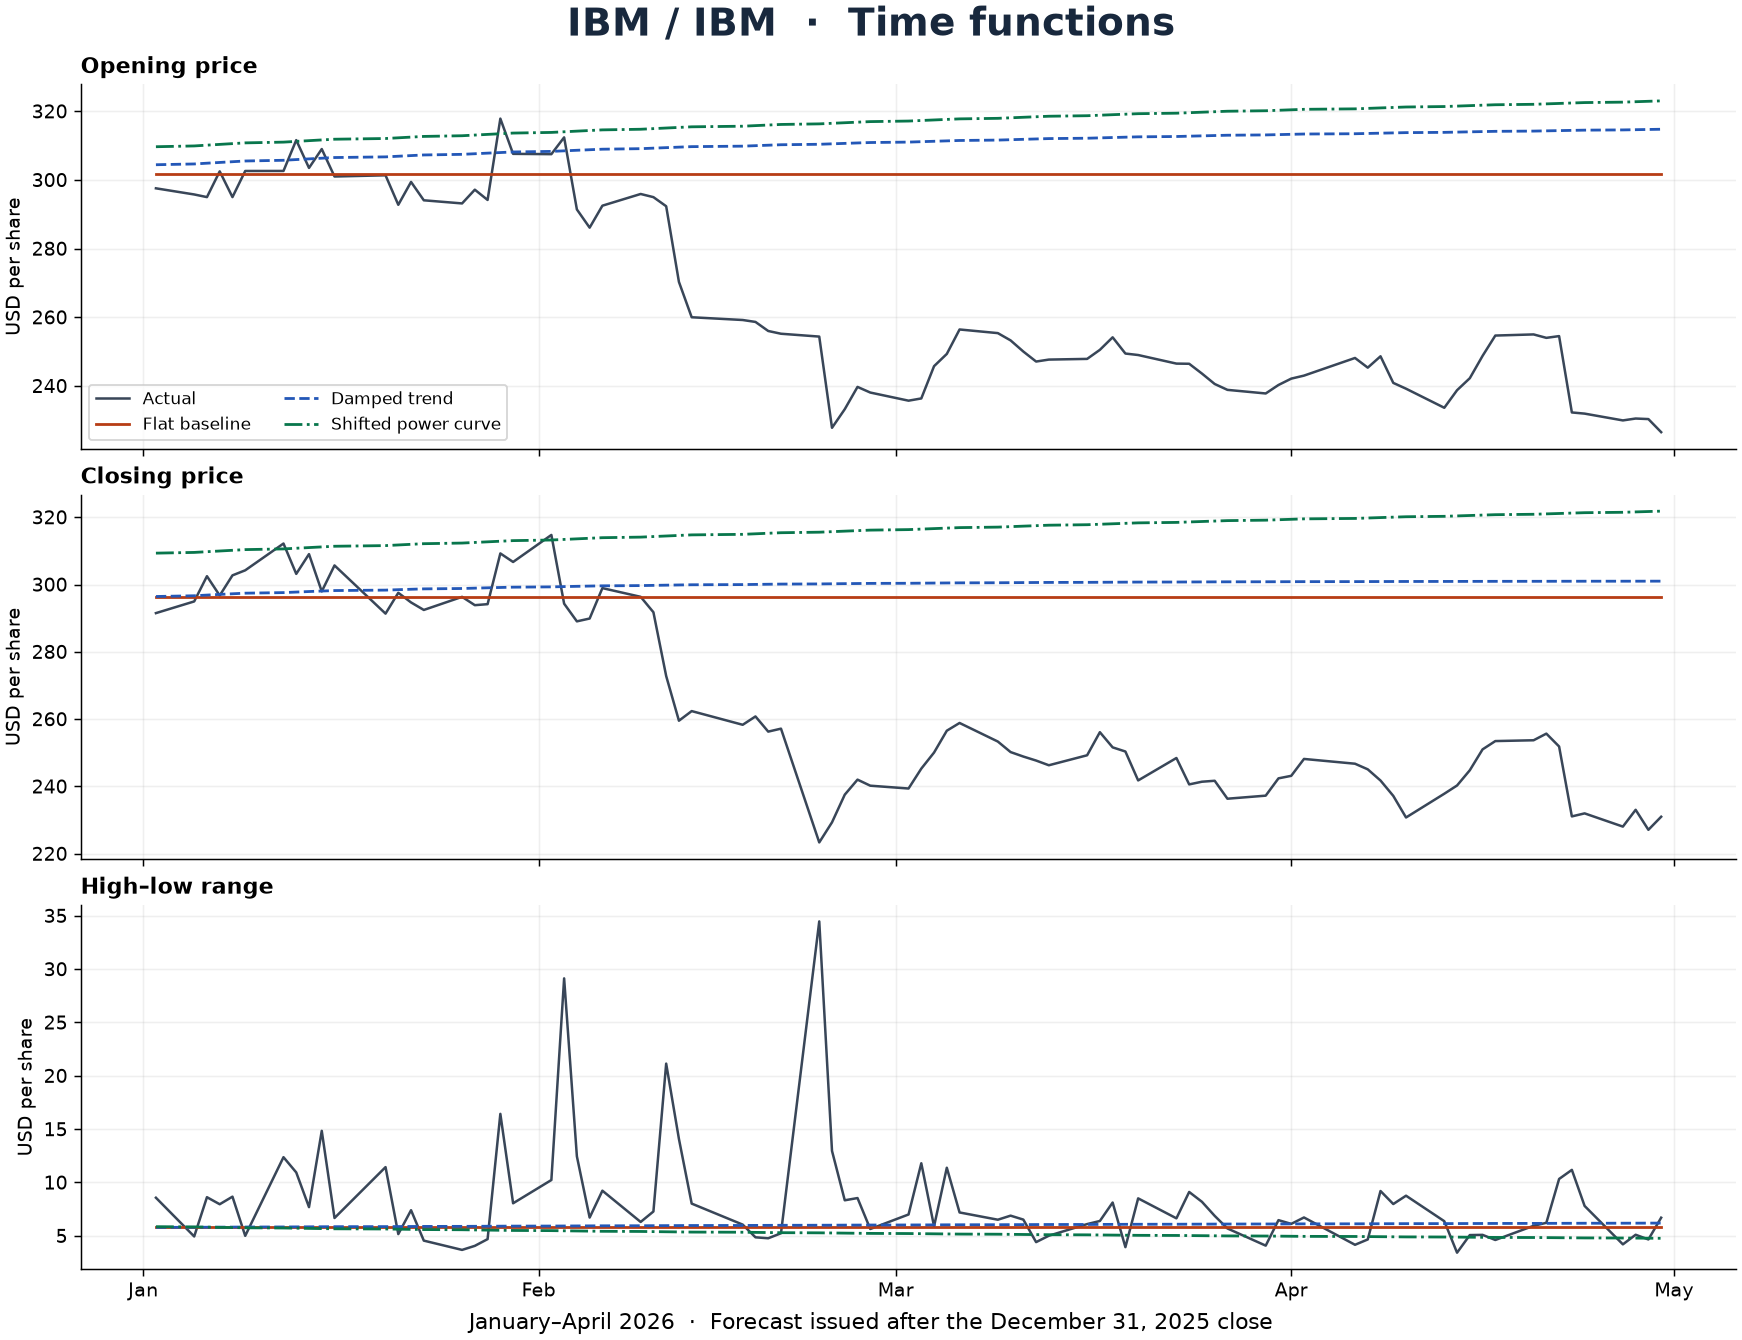 IBM / IBM · Time functions
Opening price
USD per share
320
300
280
260
240
Actual
Flat baseline
Damped trend
Shifted power curve
Closing price
USD per share
320
300
280
260
240
220
High–low range
USD per share
35
30
25
20
15
10
5
Jan Feb Mar Apr May
January–April 2026 · Forecast issued after the December 31, 2025 close